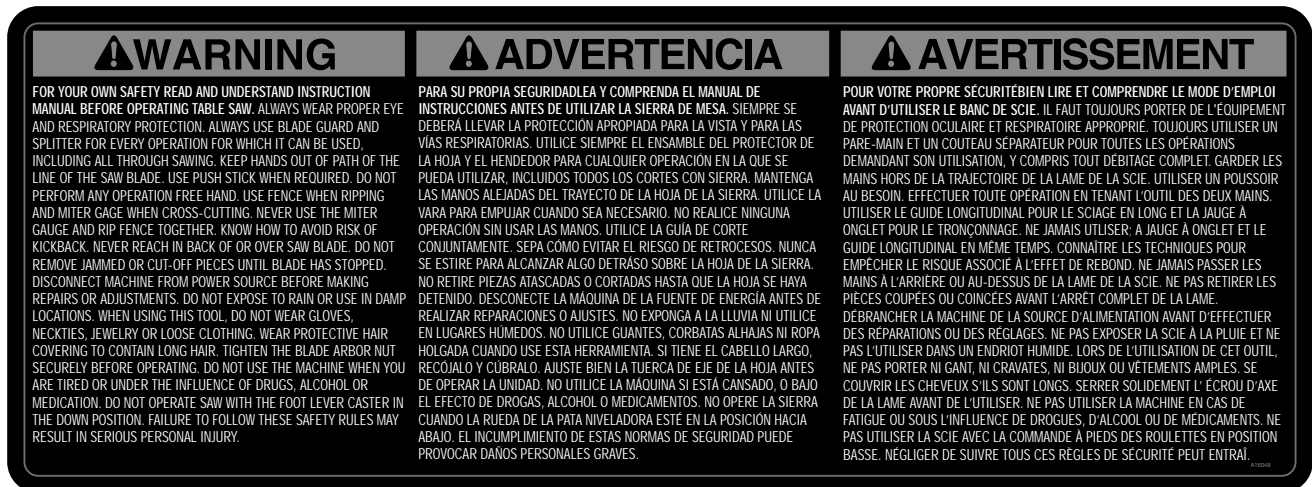 WARNING
FOR YOUR OWN SAFETY READ AND UNDERSTAND INSTRUCTION
MANUAL BEFORE OPERATING TABLE SAW. ALWAYS WEAR PROPER EYE
AND RESPIRATORY PROTECTION. ALWAYS USE BLADE GUARD AND
SPLITTER FOR EVERY OPERATION FOR WHICH IT CAN BE USED,
INCLUDING ALL THROUGH SAWING. KEEP HANDS OUT OF PATH OF THE
LINE OF THE SAW BLADE. USE PUSH STICK WHEN REQUIRED. DO NOT
PERFORM ANY OPERATION FREE HAND. USE FENCE WHEN RIPPING
AND MITER GAGE WHEN CROSS-CUTTING. NEVER USE THE MITER
GAUGE AND RIP FENCE TOGETHER. KNOW HOW TO AVOID RISK OF
KICKBACK. NEVER REACH IN BACK OF OR OVER SAW BLADE. DO NOT
REMOVE JAMMED OR CUT-OFF PIECES UNTIL BLADE HAS STOPPED.
DISCONNECT MACHINE FROM POWER SOURCE BEFORE MAKING
REPAIRS OR ADJUSTMENTS. DO NOT EXPOSE TO RAIN OR USE IN DAMP
LOCATIONS. WHEN USING THIS TOOL, DO NOT WEAR GLOVES,
NECKTIES, JEWELRY OR LOOSE CLOTHING. WEAR PROTECTIVE HAIR
COVERING TO CONTAIN LONG HAIR. TIGHTEN THE BLADE ARBOR NUT
SECURELY BEFORE OPERATING. DO NOT USE THE MACHINE WHEN YOU
ARE TIRED OR UNDER THE INFLUENCE OF DRUGS, ALCOHOL OR
MEDICATION. DO NOT OPERATE SAW WITH THE FOOT LEVER CASTER IN
THE DOWN POSITION. FAILURE TO FOLLOW THESE SAFETY RULES MAY
RESULT IN SERIOUS PERSONAL INJURY.
ADVERTENCIA
PARA SU PROPIA SEGURIDADLEA Y COMPRENDA EL MANUAL DE
INSTRUCCIONES ANTES DE UTILIZAR LA SIERRA DE MESA. SIEMPRE SE
DEBERÁ LLEVAR LA PROTECCIÓN APROPIADA PARA LA VISTA Y PARA LAS
VÍAS RESPIRATORIAS. UTILICE SIEMPRE EL ENSAMBLE DEL PROTECTOR DE
LA HOJA Y EL HENDEDOR PARA CUALQUIER OPERACIÓN EN LA QUE SE
PUEDA UTILIZAR, INCLUIDOS TODOS LOS CORTES CON SIERRA. MANTENGA
LAS MANOS ALEJADAS DEL TRAYECTO DE LA HOJA DE LA SIERRA. UTILICE LA
VARA PARA EMPUJAR CUANDO SEA NECESARIO. NO REALICE NINGUNA
OPERACIÓN SIN USAR LAS MANOS. UTILICE LA GUÍA DE CORTE
CONJUNTAMENTE. SEPA CÓMO EVITAR EL RIESGO DE RETROCESOS. NUNCA
SE ESTIRE PARA ALCANZAR ALGO DETRÁSO SOBRE LA HOJA DE LA SIERRA.
NO RETIRE PIEZAS ATASCADAS O CORTADAS HASTA QUE LA HOJA SE HAYA
DETENIDO. DESCONECTE LA MÁQUINA DE LA FUENTE DE ENERGÍA ANTES DE
REALIZAR REPARACIONES O AJUSTES. NO EXPONGA A LA LLUVIA NI UTILICE
EN LUGARES HÚMEDOS. NO UTILICE GUANTES, CORBATAS ALHAJAS NI ROPA
HOLGADA CUANDO USE ESTA HERRAMIENTA. SI TIENE EL CABELLO LARGO,
RECÓJALO Y CÚBRALO. AJUSTE BIEN LA TUERCA DE EJE DE LA HOJA ANTES
DE OPERAR LA UNIDAD. NO UTILICE LA MÁQUINA SI ESTÁ CANSADO, O BAJO
EL EFECTO DE DROGAS, ALCOHOL O MEDICAMENTOS. NO OPERE LA SIERRA
CUANDO LA RUEDA DE LA PATA NIVELADORA ESTÉ EN LA POSICIÓN HACIA
ABAJO. EL INCUMPLIMIENTO DE ESTAS NORMAS DE SEGURIDAD PUEDE
PROVOCAR DAÑOS PERSONALES GRAVES.
AVERTISSEMENT
POUR VOTRE PROPRE SÉCURITÉBIEN LIRE ET COMPRENDRE LE MODE D'EMPLOI
AVANT D'UTILISER LE BANC DE SCIE. IL FAUT TOUJOURS PORTER DE L'ÉQUIPEMENT
DE PROTECTION OCULAIRE ET RESPIRATOIRE APPROPRIÉ. TOUJOURS UTILISER UN
PARE-MAIN ET UN COUTEAU SÉPARATEUR POUR TOUTES LES OPÉRATIONS
DEMANDANT SON UTILISATION, Y COMPRIS TOUT DÉBITAGE COMPLET. GARDER LES
MAINS HORS DE LA TRAJECTOIRE DE LA LAME DE LA SCIE. UTILISER UN POUSSOIR
AU BESOIN. EFFECTUER TOUTE OPÉRATION EN TENANT L'OUTIL DES DEUX MAINS.
UTILISER LE GUIDE LONGITUDINAL POUR LE SCIAGE EN LONG ET LA JAUGE À
ONGLET POUR LE TRONÇONNAGE. NE JAMAIS UTLISER; A JAUGE À ONGLET ET LE
GUIDE LONGITUDINAL EN MÊME TEMPS. CONNAÎTRE LES TECHNIQUES POUR
EMPÊCHER LE RISQUE ASSOCIÉ À L'EFFET DE REBOND. NE JAMAIS PASSER LES
MAINS À L'ARRIÈRE OU AU-DESSUS DE LA LAME DE LA SCIE. NE PAS RETIRER LES
PIÈCES COUPÉES OU COINCÉES AVANT L'ARRÊT COMPLET DE LA LAME.
DÉBRANCHER LA MACHINE DE LA SOURCE D'ALIMENTATION AVANT D'EFFECTUER
DES RÉPARATIONS OU DES RÉGLAGES. NE PAS EXPOSER LA SCIE À LA PLUIE ET NE
PAS L'UTILISER DANS UN ENDRIOT HUMIDE. LORS DE L'UTILISATION DE CET OUTIL,
NE PAS PORTER NI GANT, NI CRAVATES, NI BIJOUX OU VÊTEMENTS AMPLES. SE
COUVRIR LES CHEVEUX S'ILS SONT LONGS. SERRER SOLIDEMENT L' ÉCROU D'AXE
DE LA LAME AVANT DE L'UTILISER. NE PAS UTILISER LA MACHINE EN CAS DE
FATIGUE OU SOUS L'INFLUENCE DE DROGUES, D'ALCOOL OU DE MÉDICAMENTS. NE
PAS UTILISER LA SCIE AVEC LA COMMANDE À PIEDS DES ROULETTES EN POSITION
BASSE. NÉGLIGER DE SUIVRE TOUS CES RÈGLES DE SÉCURITÉ PEUT ENTRAÎ.
A16048